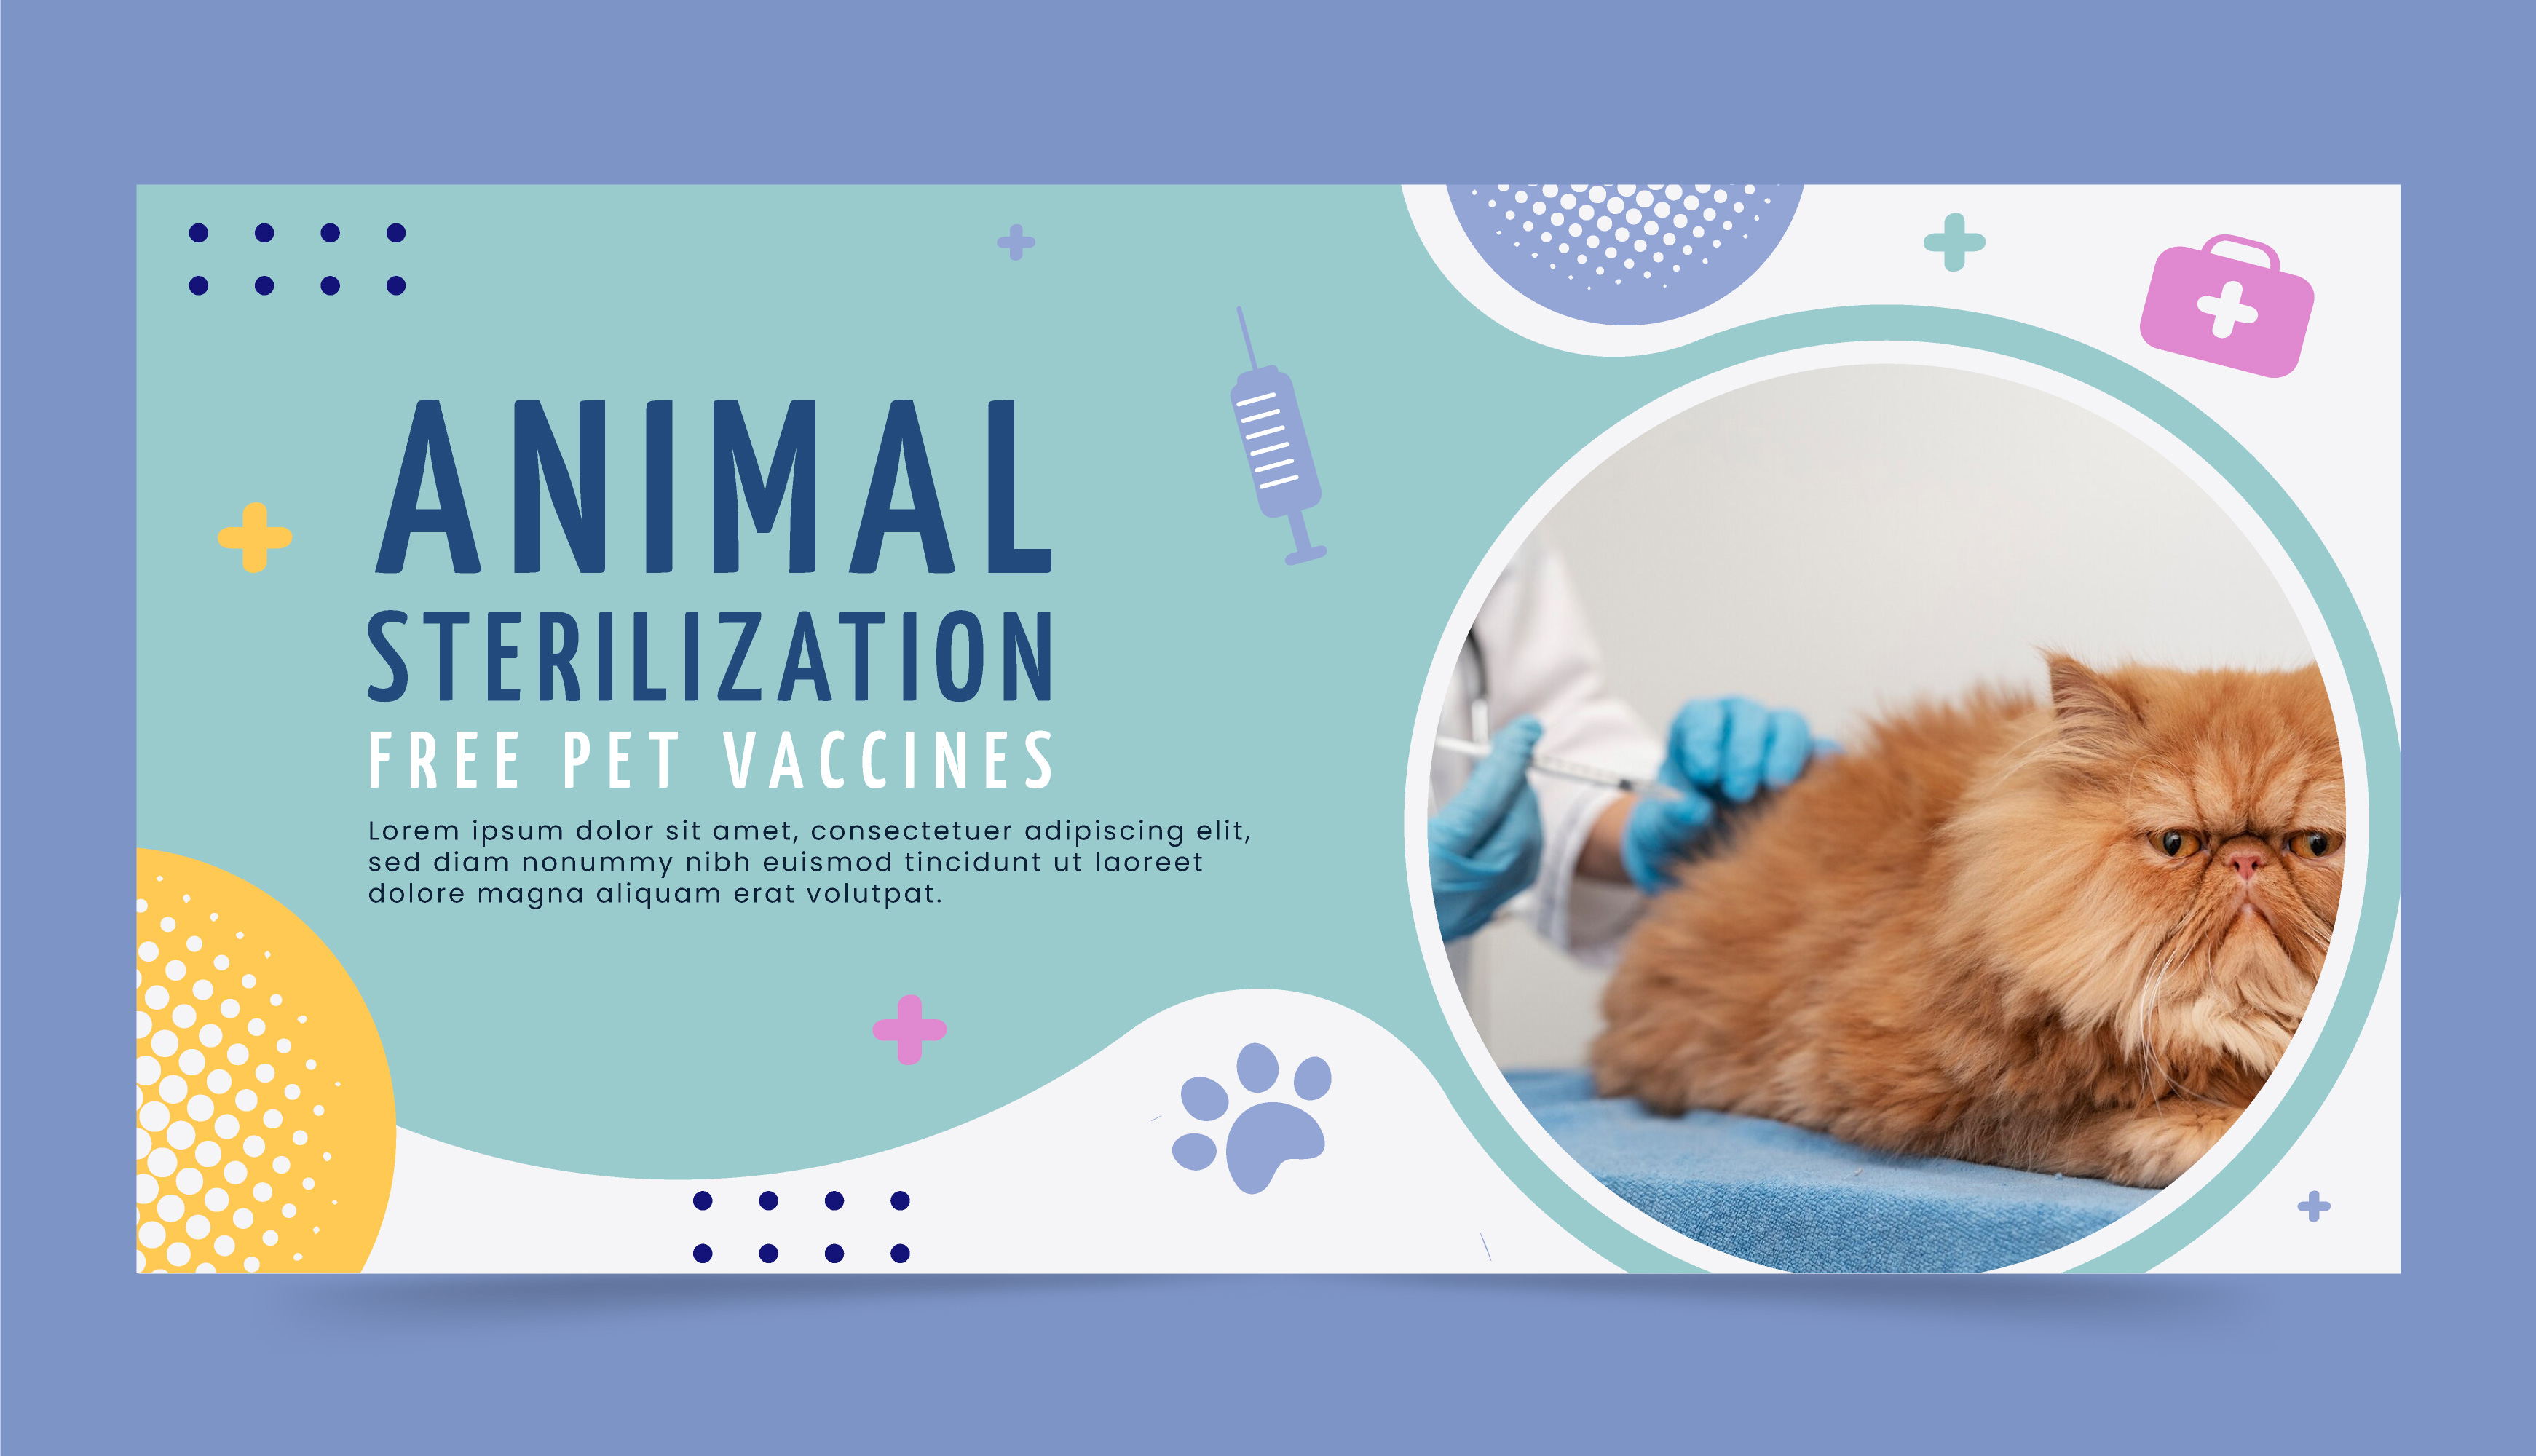 ANIMAL
STERILIZATION
FREE PET VACCINES
Lorem ipsum dolor sit amet, consectetuer adipiscing elit,
sed diam nonummy nibh euismod tincidunt ut laoreet
dolore magna aliquam erat volutpat.